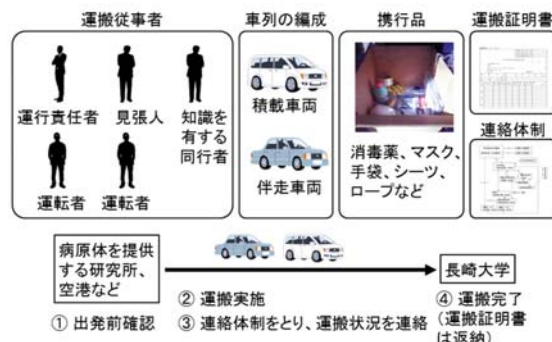 運搬従事者
車列の編成
携行品
運搬証明書
運行責任者
見張人
知識を
有する
同行者
運転者
運転者
積載車両
伴走車両
消毒薬、マスク、
手袋、シーツ、
ロープなど
連絡体制
病原体を提供
する研究所、
空港など
長崎大学
① 出発前確認
② 運搬実施
③ 連絡体制をとり、運搬状況を連絡
④ 運搬完了
(運搬証明書
は返納)